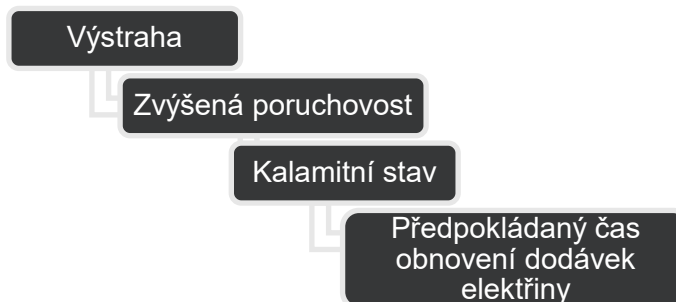 Výstraha
Zvýšená poruchovost
Kalamitní stav
Předpokládaný čas
obnovení dodávek
elektřiny